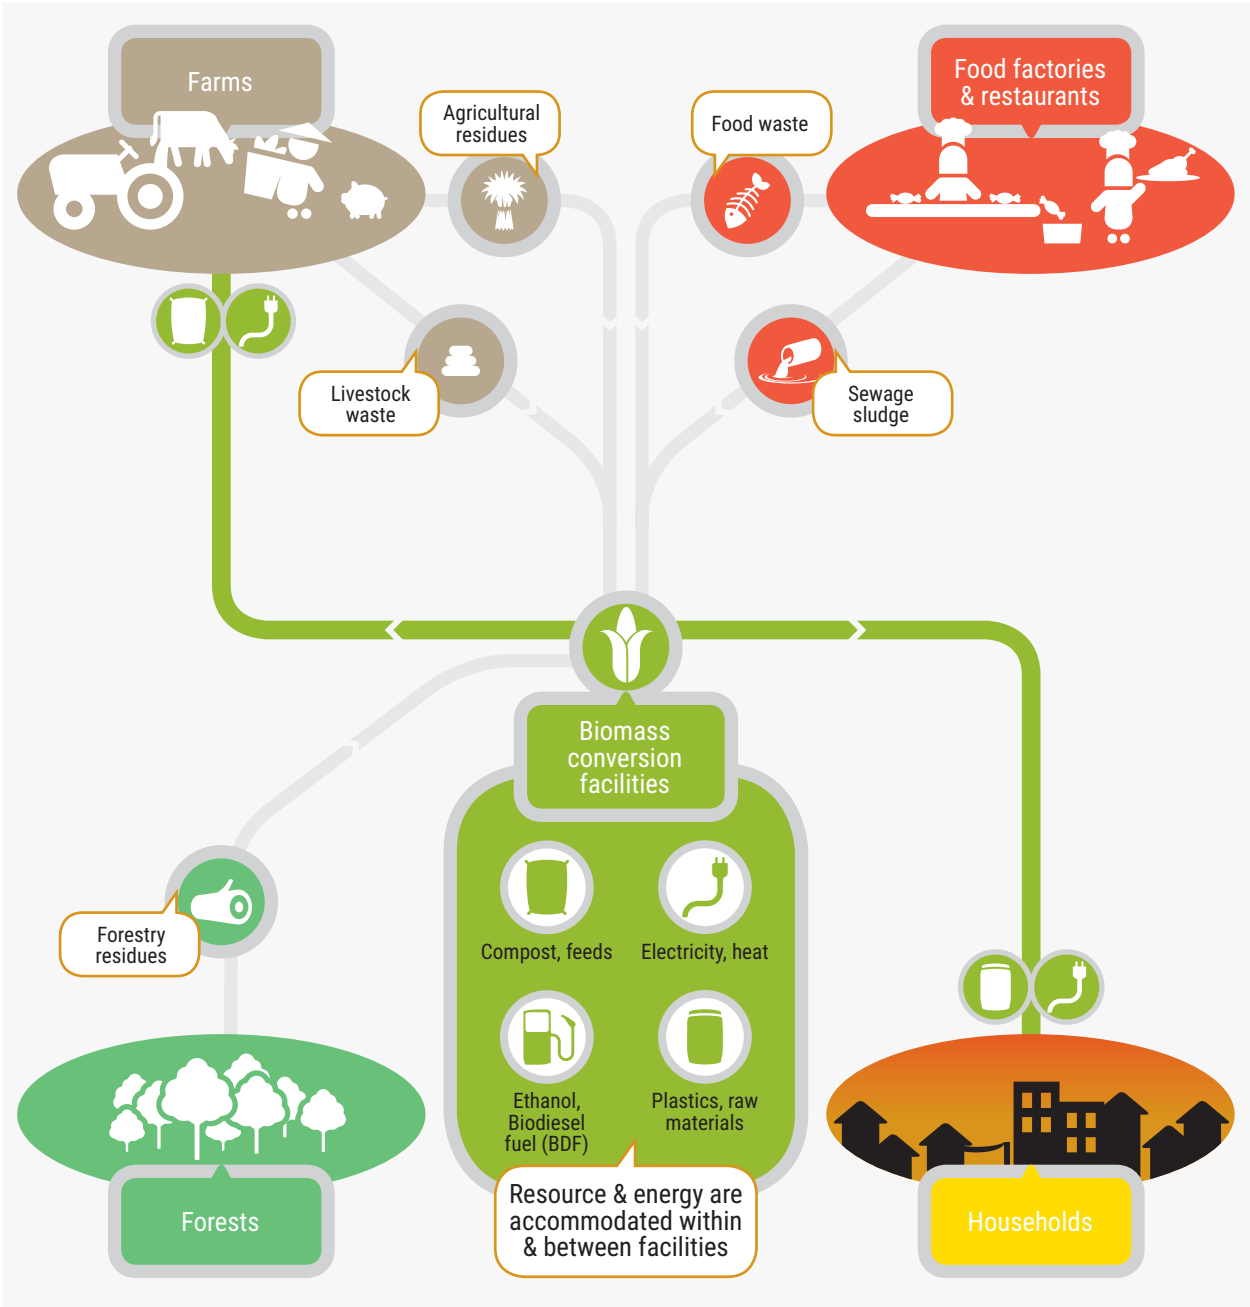 Farms
Agricultural
residues
Food waste
Food factories
& restaurants
Livestock
waste
Sewage
sludge
Biomass
conversion
facilities
Compost, feeds
Electricity, heat
Forestry
residues
Ethanol,
Biodiesel
fuel (BDF)
Plastics, raw
materials
Resource & energy are
accommodated within
& between facilities
Forests
Households